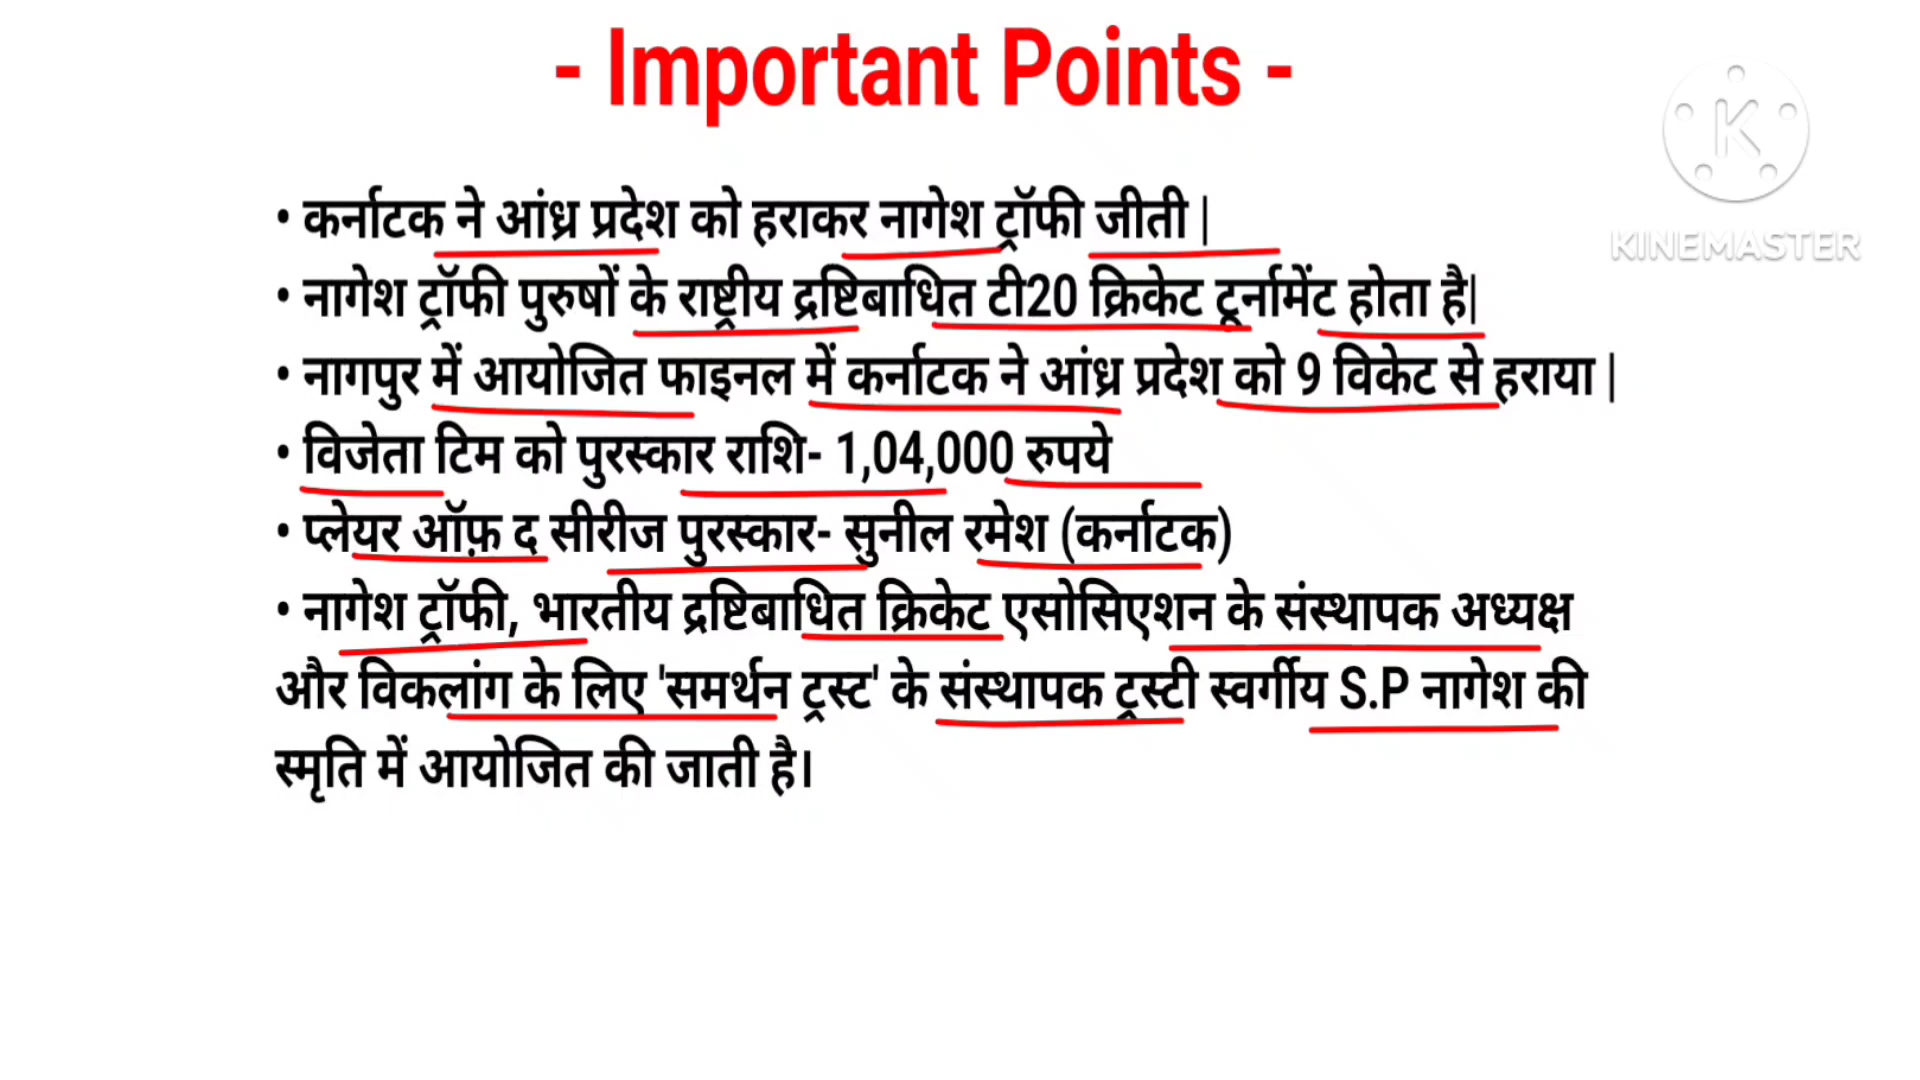 - Important Points -
• कर्नाटक ने आंध्र प्रदेश को हराकर नागेश ट्रॉफी जीती |
• नागेश ट्रॉफी पुरुषों के राष्ट्रीय द्रष्टिबाधित टी20 क्रिकेट टूर्नामेंट होता है|
• नागपुर में आयोजित फाइनल में कर्नाटक ने आंध्र प्रदेश को 9 विकेट से हराया |
• विजेता टिम को पुरस्कार राशि- 1,04,000 रुपये
• प्लेयर ऑफ़ द सीरीज पुरस्कार- सुनील रमेश (कर्नाटक)
• नागेश ट्रॉफी, भारतीय द्रष्टिबाधित क्रिकेट एसोसिएशन के संस्थापक अध्यक्ष
और विकलांग के लिए 'समर्थन ट्रस्ट' के संस्थापक ट्रस्टी स्वर्गीय S.P नागेश की
स्मृति में आयोजित की जाती है।
K
KINEMASTER